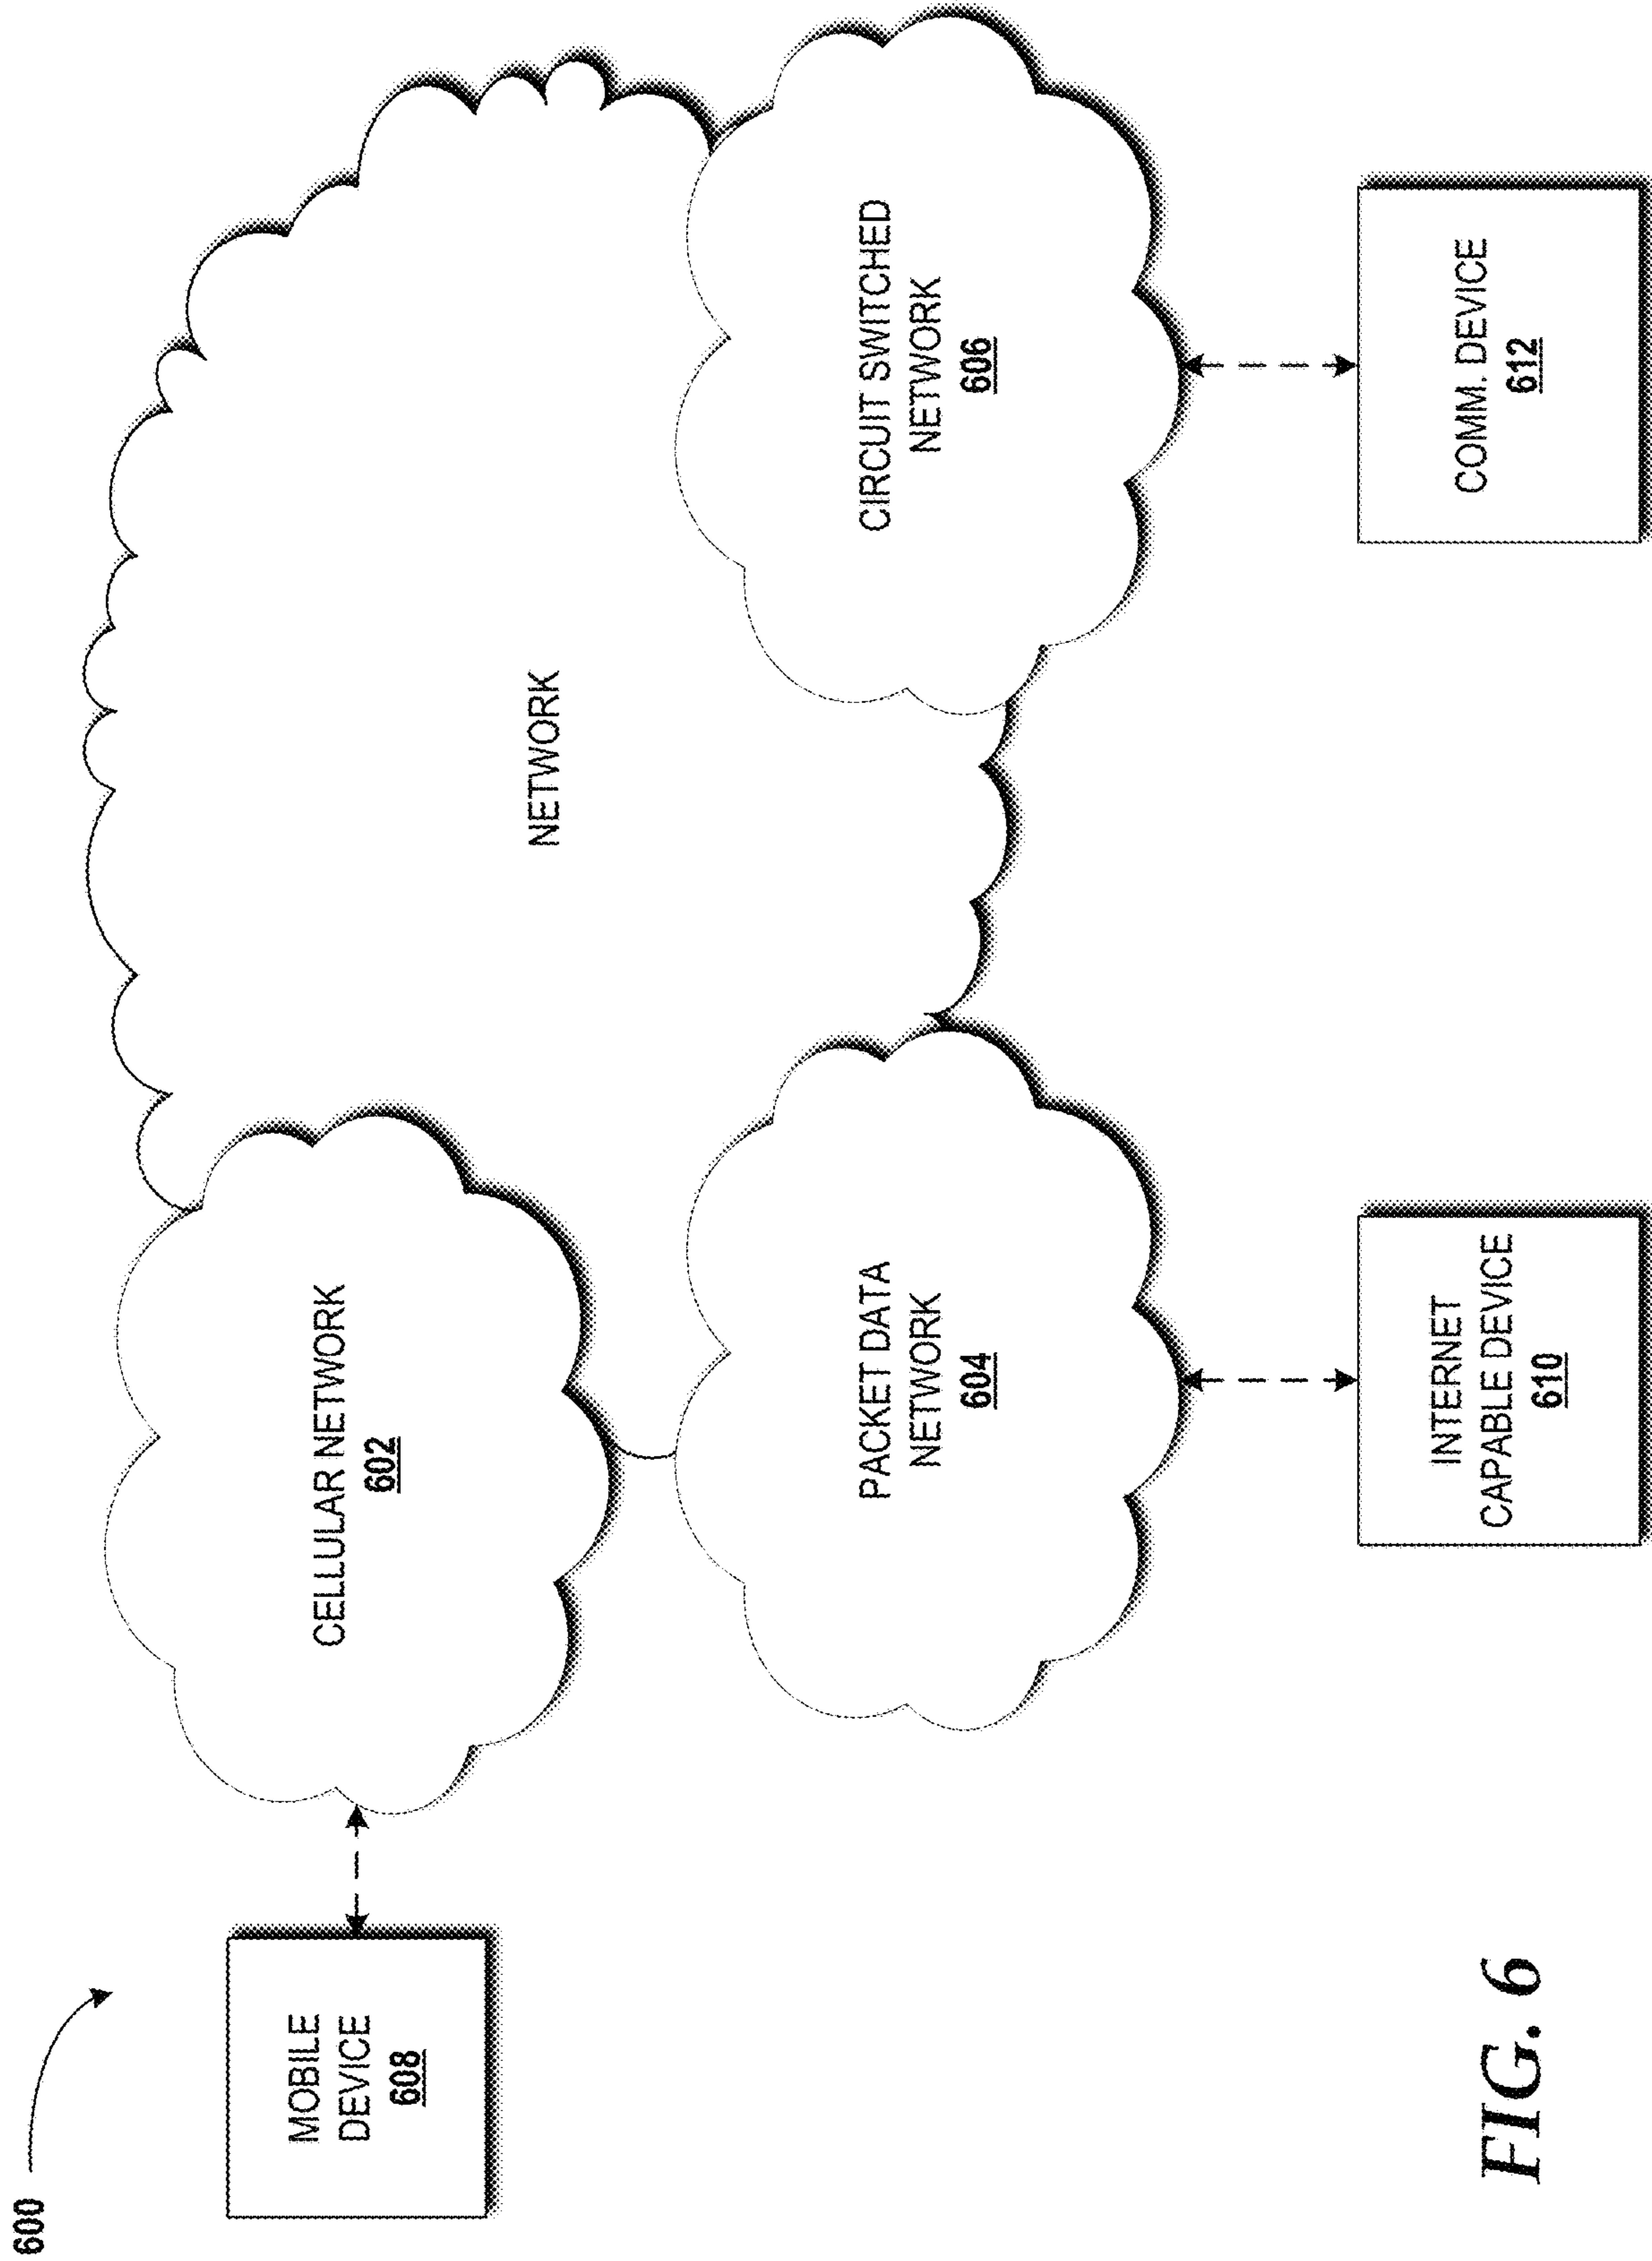 600
NETWORK
CELLULAR NETWORK
602
MOBILE
DEVICE
608
PACKET DATA
NETWORK
604
CIRCUIT SWITCHED
NETWORK
606
INTERNET
CAPABLE DEVICE
610
COMM. DEVICE
612
FIG. 6